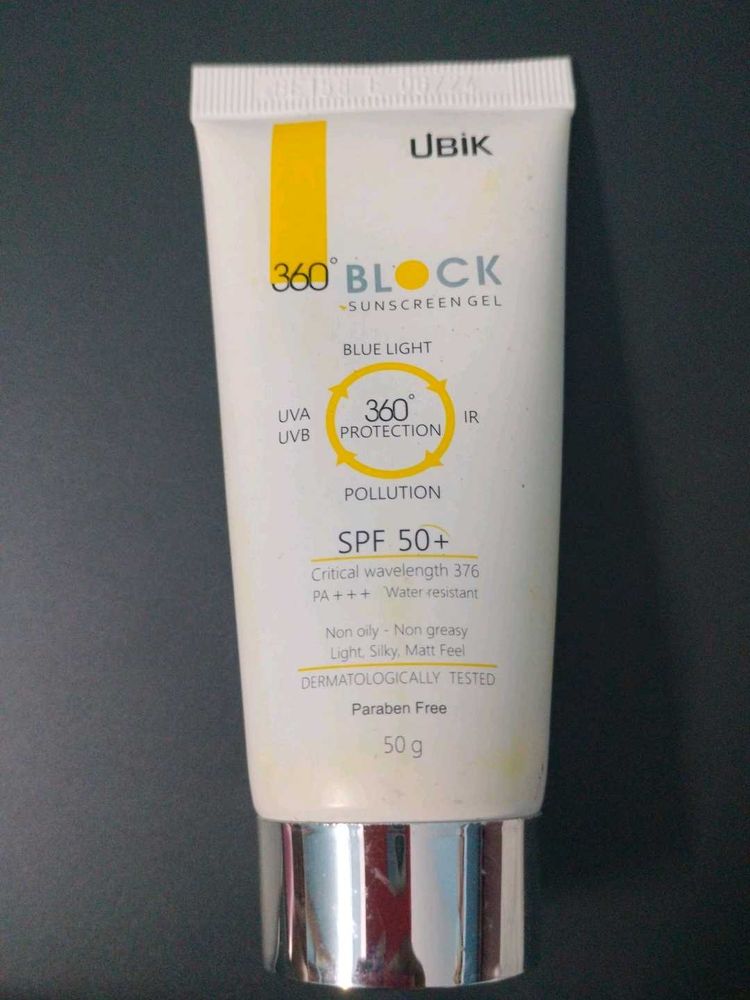 UBiK
360° BLOCK
SUNSCREEN GEL
BLUE LIGHT
UVA
UVB
360°
PROTECTION
IR
POLLUTION
SPF 50+
Critical wavelength 376
PA+++ Water resistant
Non oily - Non greasy
Light, Silky, Matt Feel
DERMATOLOGICALLY TESTED
Paraben Free
50 g